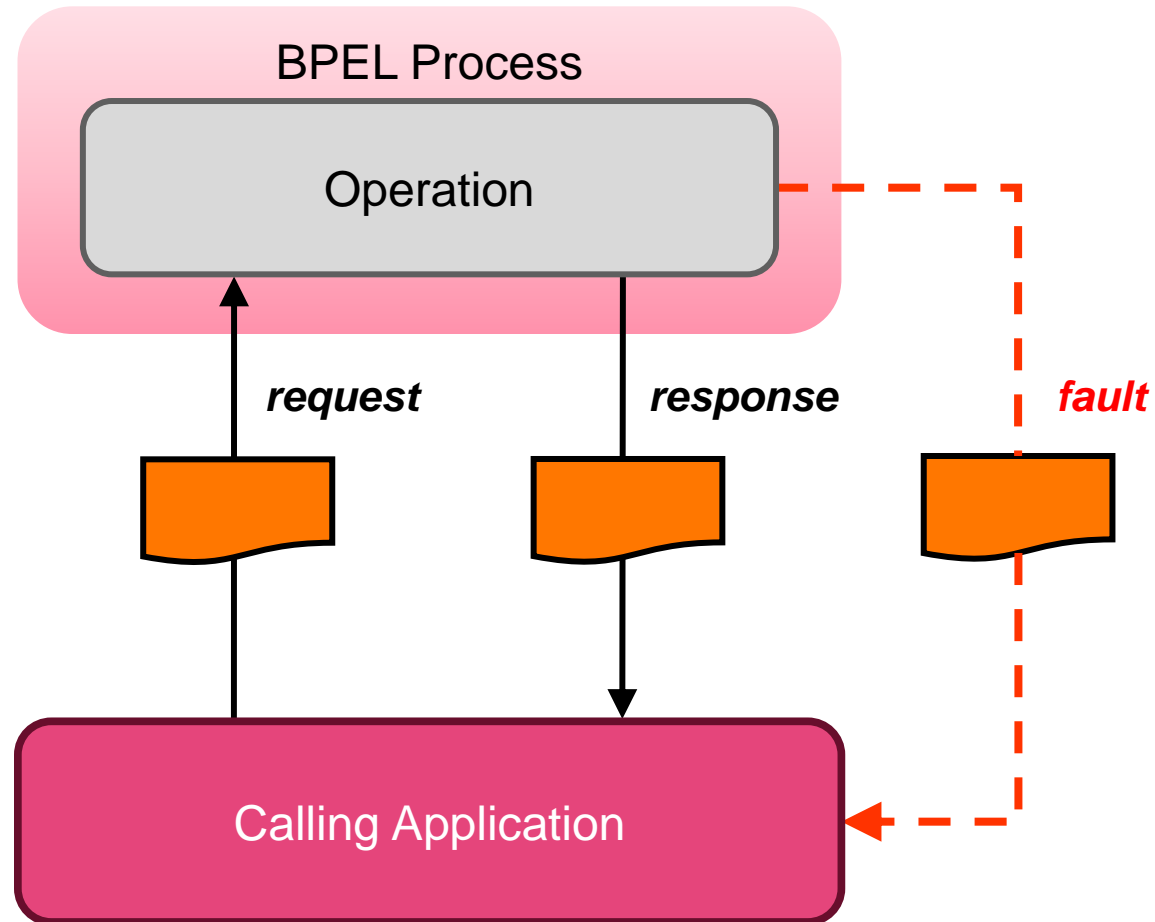 BPEL Process
Operation
request
response
fault
Calling Application